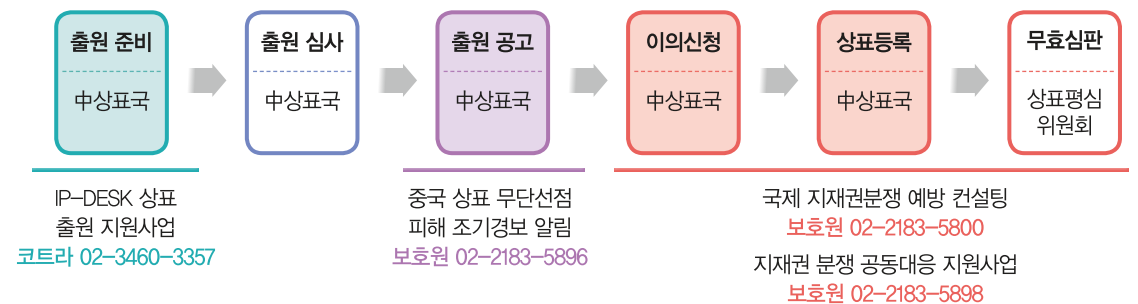 출원 준비
中상표국
출원 심사
中상표국
출원 공고
中상표국
이의신청
中상표국
상표등록
中상표국
무효심판
상표평심
위원회
IP-DESK 상표
출원 지원사업
코트라 02-3460-3357
중국 상표 무단선점
피해 조기경보 알림
보호원 02-2183-5896
국제 지재권분쟁 예방 컨설팅
보호원 02-2183-5800
지재권 분쟁 공동대응 지원사업
보호원 02-2183-5898